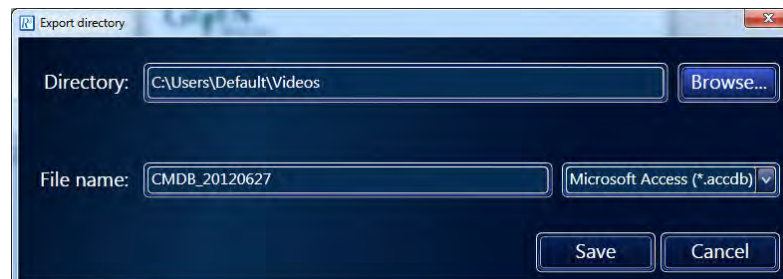 Export directory
Directory: C:\Users\Default\Videos Browse...
File name: CMDB_20120627 Microsoft Access (*.accdb)
Save Cancel